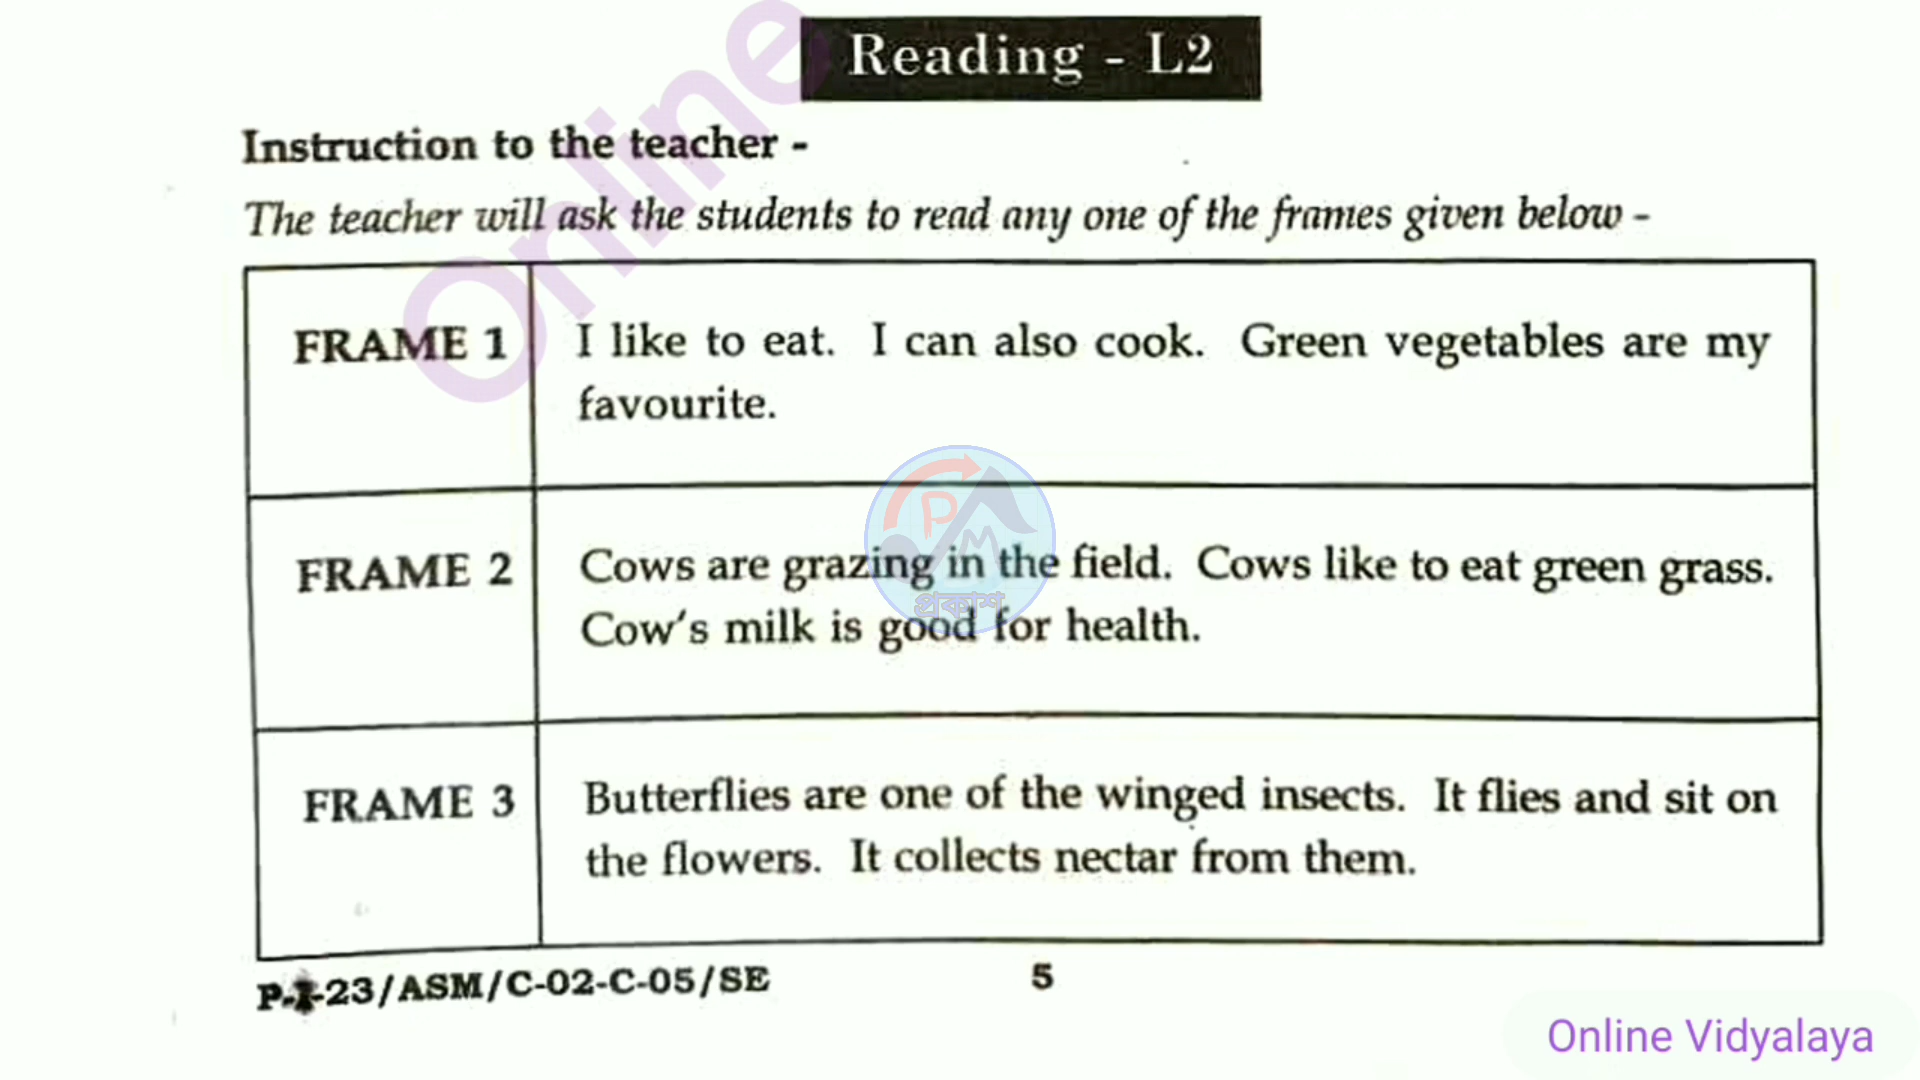 Reading - L2
Instruction to the teacher -
The teacher will ask the students to read any one of the frames given below -
FRAME 1
I like to eat. I can also cook. Green vegetables are my
favourite.
FRAME 2
Cows are grazing in the field. Cows like to eat green grass.
Cow's milk is good for health.
FRAME 3
Butterflies are one of the winged insects. It flies and sit on
the flowers. It collects nectar from them.
P-I-23/ASM/C-02-C-05/SE
5
Online
PM
প্রকাশ
Online Vidyalaya